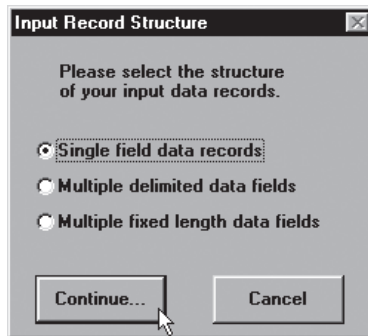 Input Record Structure
Please select the structure
of your input data records.
Single field data records
Multiple delimited data fields
Multiple fixed length data fields
Continue...
Cancel